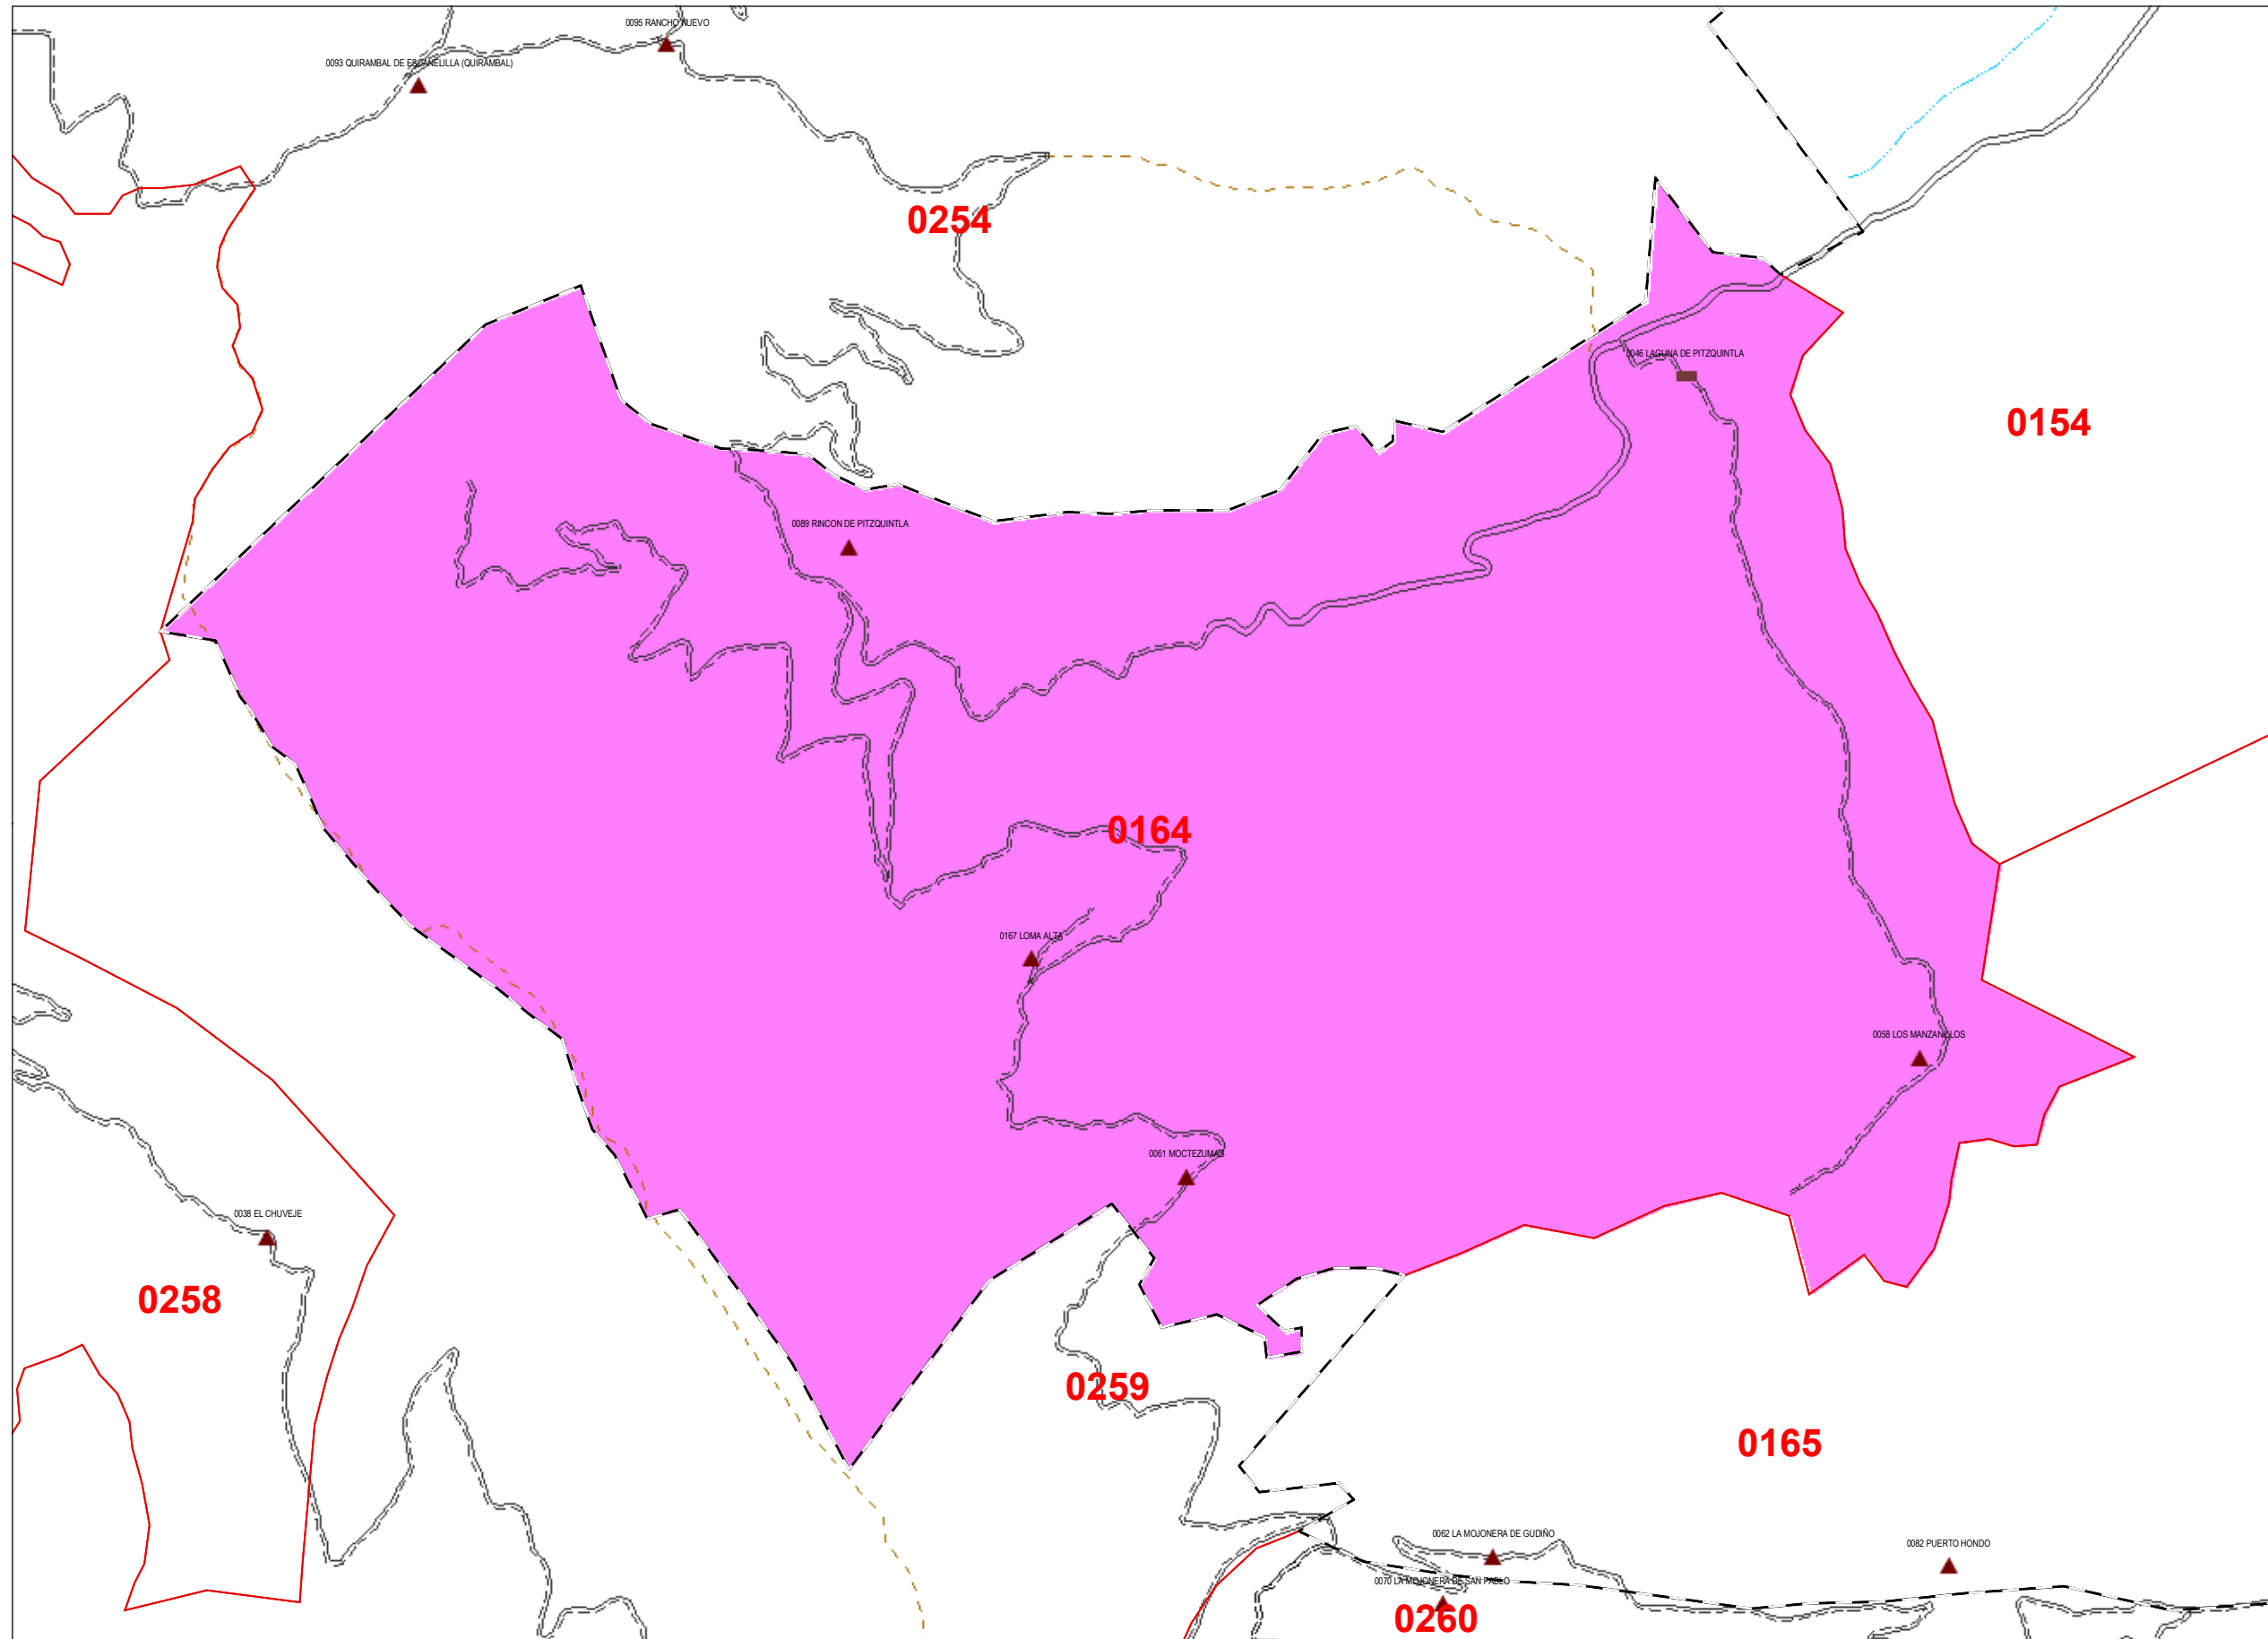 0095 RANCHO NUEVO
0093 QUIRAMBAL DE ESCANELILLA (QUIRAMBAL)
0254
0046 LAGUNA DE PITZQUINTLA
0154
0089 RINCON DE PITZQUINTLA
0164
0167 LOMA ALTA
0058 LOS MANZANILLOS
0061 MOCTEZUMAS
0038 EL CHUVEJE
0258
0259
0165
0062 LA MOJONERA DE GUDIÑO
0082 PUERTO HONDO
0070 LA MOJONERA DE SAN PABLO
0260